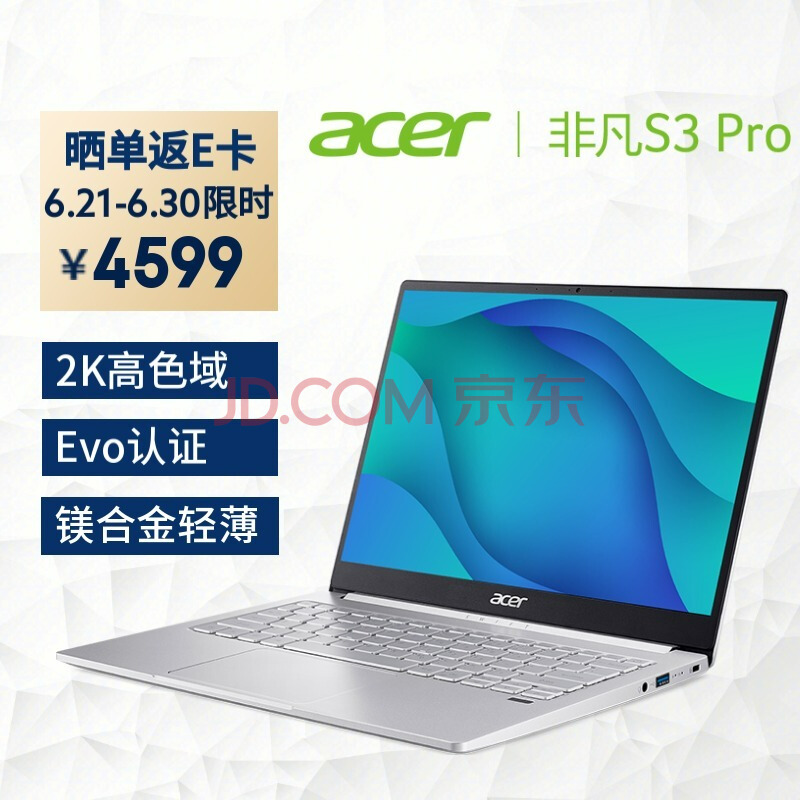 acer | 非凡S3 Pro
晒单返E卡
6.21-6.30限时
¥4599
2K高色域
JD.COM 京东
Evo认证
镁合金轻薄
acer